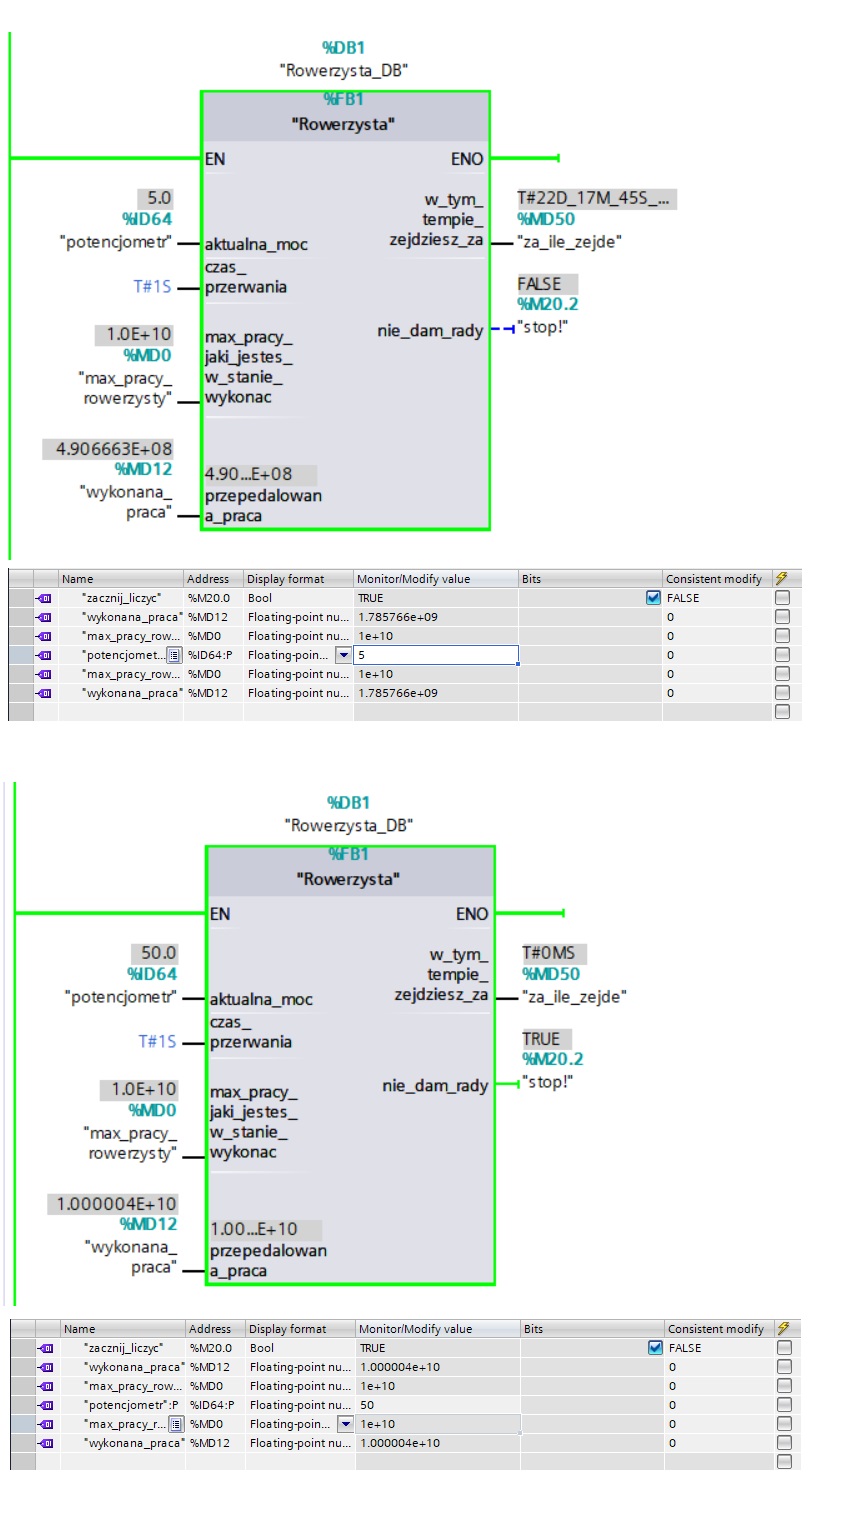 %DB1
"Rowerzysta_DB"
%FB1
"Rowerzysta"
EN
ENO
5.0
%ID64
"potencjometr"
aktualna_moc
w_tym_
tempie_
zejdziesz_za
T#22D_17M_45S_...
%MD50
"za_ile_zejde"
T#1S
czas_
przerwania
FALSE
%M20.2
"stop!"
nie_dam_rady
1.0E+10
%MD0
"max_pracy_
rowerzysty"
max_pracy_
jaki_jestes_
w_stanie_
wykonac
4.906663E+08
%MD12
"wykonana_
praca"
4.90...E+08
przepedalowan
a_praca
Name Address Display format Monitor/Modify value Bits Consistent modify
"zacznij_liczyc" %M20.0 Bool TRUE FALSE
"wykonana_praca" %MD12 Floating-point nu... 1.785766e+09 0
"max_pracy_row... %MD0 Floating-point nu... 1e+10 0
"potencjomet... %ID64:P Floating-poin... 5 0
"max_pracy_row... %MD0 Floating-point nu... 1e+10 0
"wykonana_praca" %MD12 Floating-point nu... 1.785766e+09 0
%DB1
"Rowerzysta_DB"
%FB1
"Rowerzysta"
EN
ENO
50.0
%ID64
"potencjometr"
aktualna_moc
w_tym_
tempie_
zejdziesz_za
T#0MS
%MD50
"za_ile_zejde"
T#1S
czas_
przerwania
TRUE
%M20.2
"stop!"
nie_dam_rady
1.0E+10
%MD0
"max_pracy_
rowerzysty"
max_pracy_
jaki_jestes_
w_stanie_
wykonac
1.000004E+10
%MD12
"wykonana_
praca"
1.00...E+10
przepedalowan
a_praca
Name Address Display format Monitor/Modify value Bits Consistent modify
"zacznij_liczyc" %M20.0 Bool TRUE FALSE
"wykonana_praca" %MD12 Floating-point nu... 1.000004e+10 0
"max_pracy_row... %MD0 Floating-point nu... 1e+10 0
"potencjometr":P %ID64:P Floating-point nu... 50 0
"max_pracy_r... %MD0 Floating-poin... 1e+10 0
"wykonana_praca" %MD12 Floating-point nu... 1.000004e+10 0